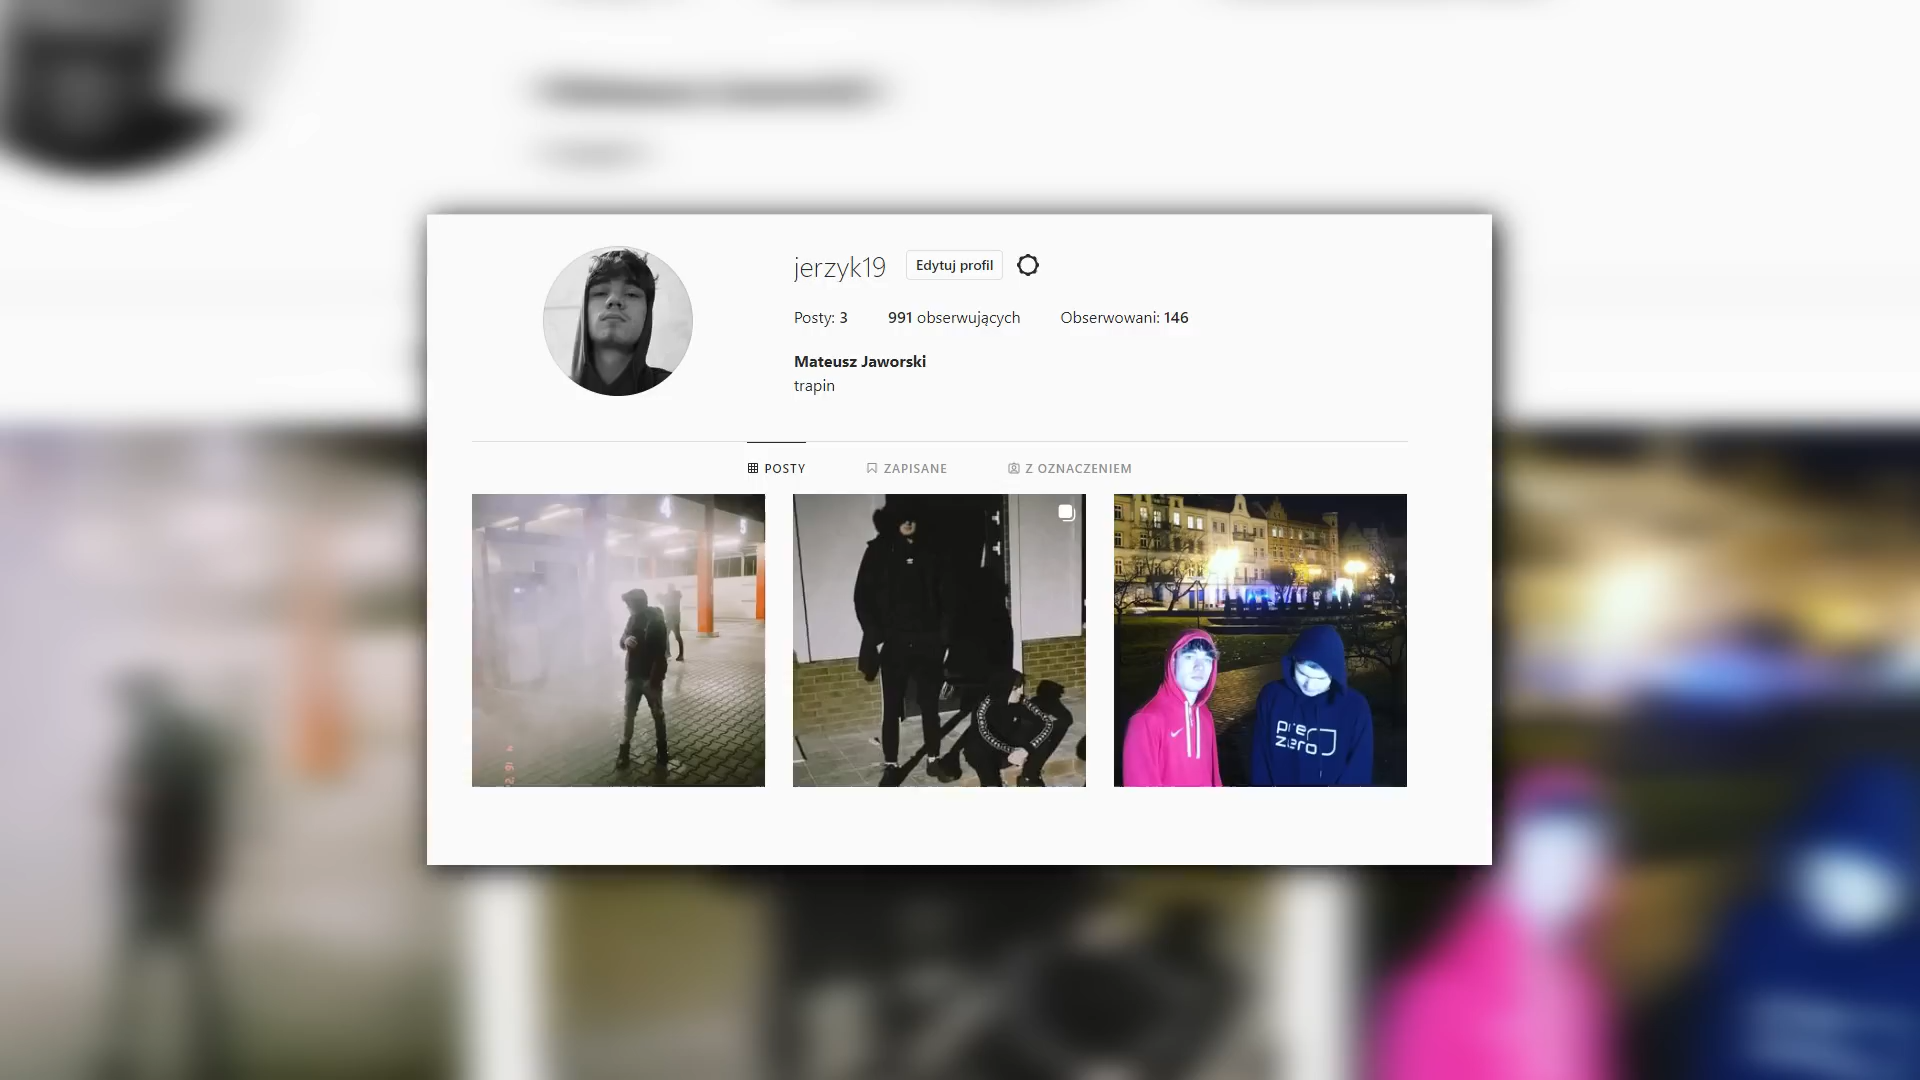 jerzyk19 Edytuj profil
Posty: 3 991 obserwujących Obserwowani: 146
Mateusz Jaworski
trapin
POSTY ZAPISANE Z OZNACZENIEM
4
5
prezero